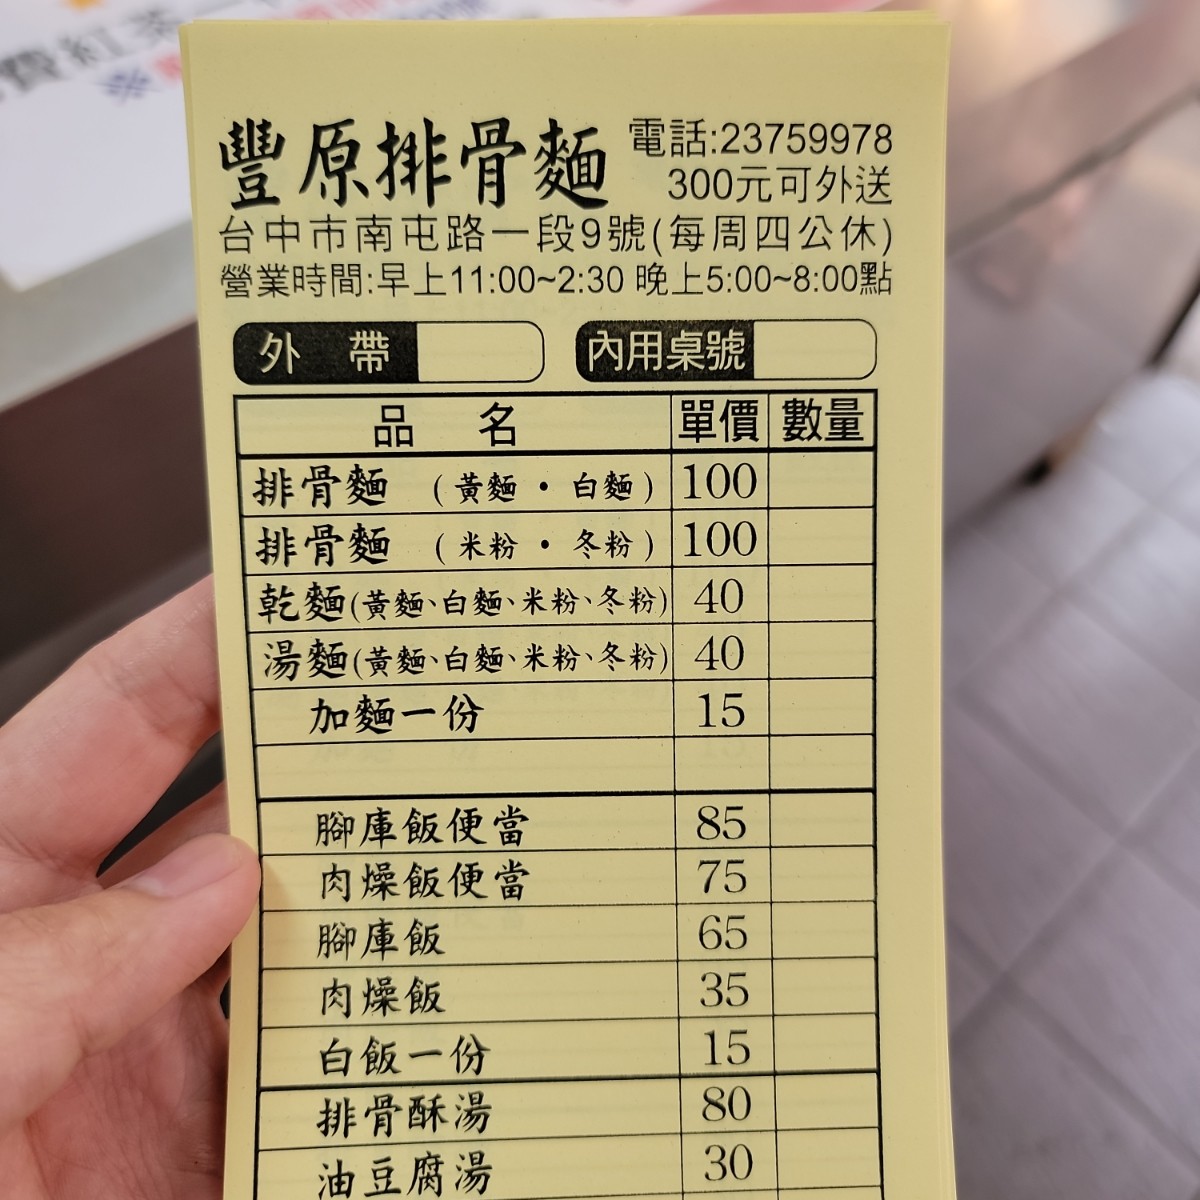 費紅茶
豐原排骨麵
電話:23759978
300元可外送
台中市南屯路一段9號(每周四公休)
營業時間:早上11:00~2:30 晚上5:00~8:00點
外 帶
內用桌號
品 名 單價 數量
排骨麵 (黃麵・白麵) 100
排骨麵 (米粉・冬粉) 100
乾麵(黃麵、白麵、米粉、冬粉) 40
湯麵(黃麵、白麵、米粉、冬粉) 40
加麵一份 15
腳庫飯便當 85
肉燥飯便當 75
腳庫飯 65
肉燥飯 35
白飯一份 15
排骨酥湯 80
油豆腐湯 30